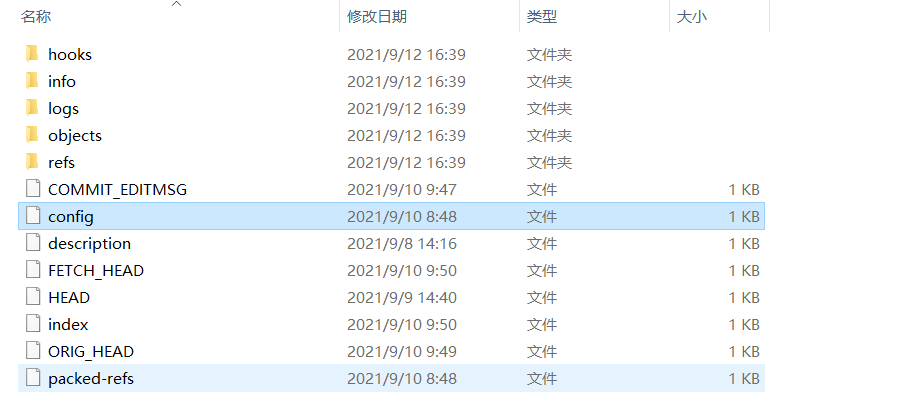 名称 修改日期 类型 大小
hooks 2021/9/12 16:39 文件夹
info 2021/9/12 16:39 文件夹
logs 2021/9/12 16:39 文件夹
objects 2021/9/12 16:39 文件夹
refs 2021/9/12 16:39 文件夹
COMMIT_EDITMSG 2021/9/10 9:47 文件 1 KB
config 2021/9/10 8:48 文件 1 KB
description 2021/9/8 14:16 文件 1 KB
FETCH_HEAD 2021/9/10 9:50 文件 1 KB
HEAD 2021/9/9 14:40 文件 1 KB
index 2021/9/10 9:50 文件 1 KB
ORIG_HEAD 2021/9/10 9:49 文件 1 KB
packed-refs 2021/9/10 8:48 文件 1 KB